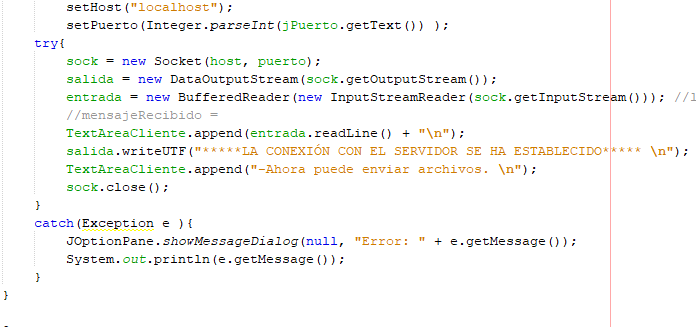 setHost("localhost");
setPuerto(Integer.parseInt(jPuerto.getText()) );
try{
sock = new Socket(host, puerto);
salida = new DataOutputStream(sock.getOutputStream());
entrada = new BufferedReader(new InputStreamReader(sock.getInputStream())); //l
//mensajeRecibido =
TextAreaCliente.append(entrada.readLine() + "\n");
salida.writeUTF("*****LA CONEXIÓN CON EL SERVIDOR SE HA ESTABLECIDO***** \n");
TextAreaCliente.append("-Ahora puede enviar archivos. \n");
sock.close();
}
catch(Exception e ){
JOptionPane.showMessageDialog(null, "Error: " + e.getMessage());
System.out.println(e.getMessage());
}
}